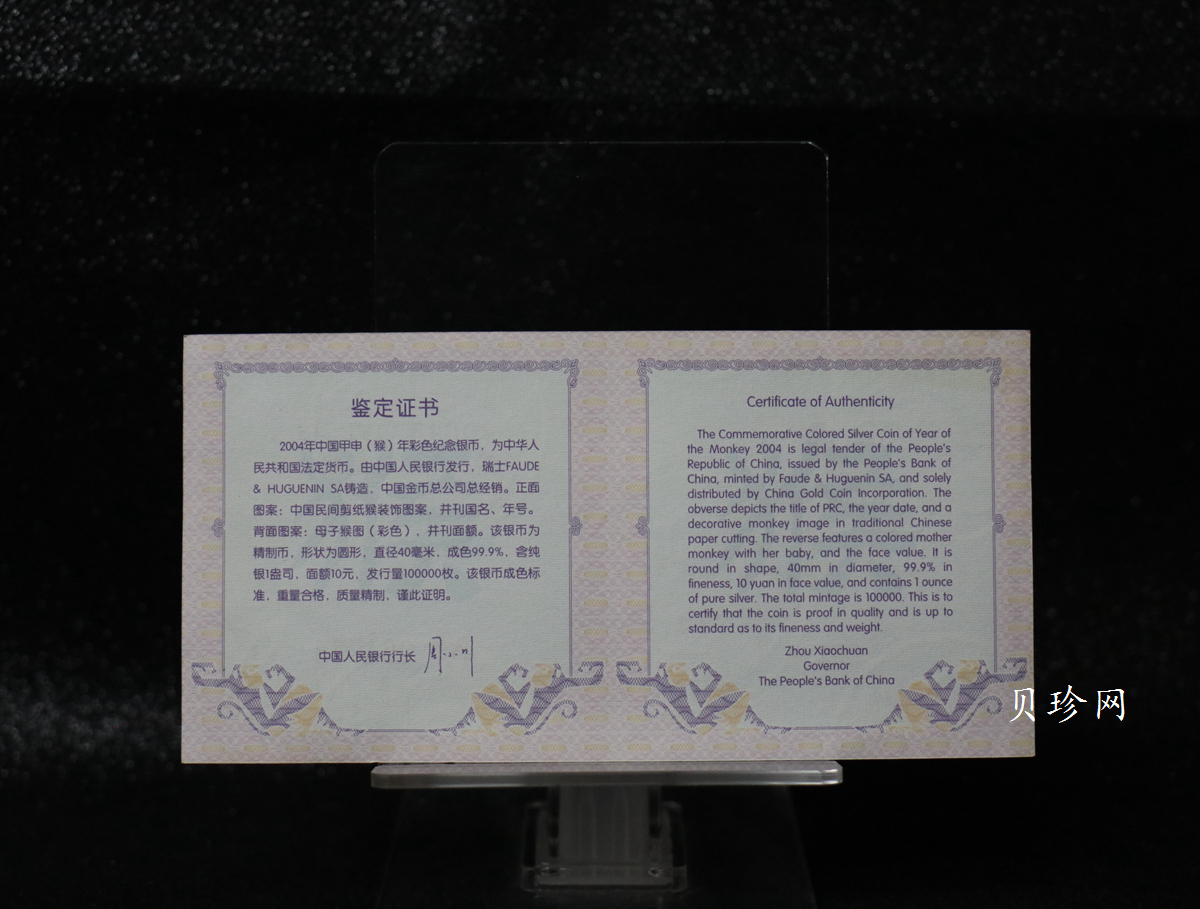 鉴定证书
2004年中国甲申（猴）年彩色纪念银币，为中华人
民共和国法定货币。由中国人民银行发行，瑞士FAUDE
& HUGUENIN SA铸造，中国金币总公司总经销。正面
图案：中国民间剪纸猴装饰图案，并刊国名、年号。
背面图案：母子猴图（彩色），并刊面额。该银币为
精制币，形状为圆形，直径40毫米，成色99.9%，含纯
银1盎司，面额10元，发行量100000枚。该银币成色标
准，重量合格，质量精制，谨此证明。
中国人民银行行长 周小川
Certificate of Authenticity
The Commemorative Colored Silver Coin of Year of
the Monkey 2004 is legal tender of the People's
Republic of China, issued by the People's Bank of
China, minted by Faude & Huguenin SA, and solely
distributed by China Gold Coin Incorporation. The
obverse depicts the title of PRC, the year date, and a
decorative monkey image in traditional Chinese
paper cutting. The reverse features a colored mother
monkey with her baby, and the face value. It is
round in shape, 40mm in diameter, 99.9% in
fineness, 10 yuan in face value, and contains 1 ounce
of pure silver. The total mintage is 100000. This is to
certify that the coin is proof in quality and is up to
standard as to its fineness and weight.
Zhou Xiaochuan
Governor
The People's Bank of China
贝珍网